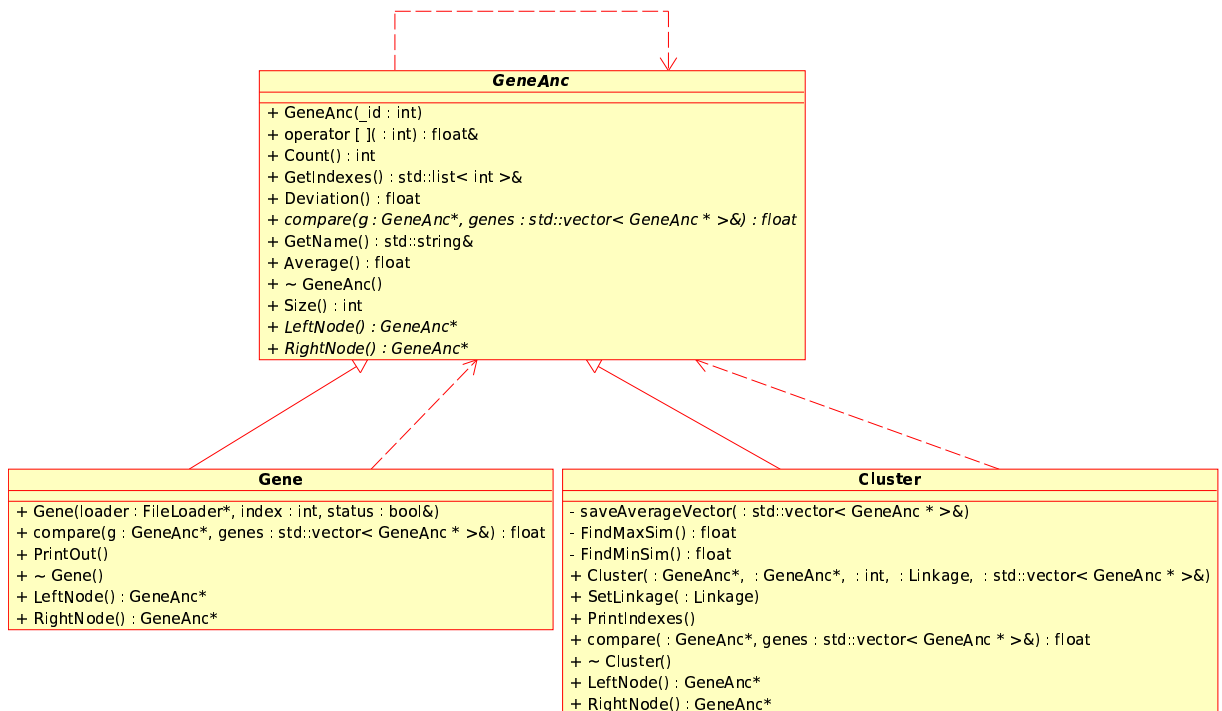 GeneAnc
+ GeneAnc(_id : int)
+ operator [ ]( : int) : float&
+ Count() : int
+ GetIndexes() : std::list< int >&
+ Deviation() : float
+ compare(g : GeneAnc*, genes : std::vector< GeneAnc * >&) : float
+ GetName() : std::string&
+ Average() : float
+ ~ GeneAnc()
+ Size() : int
+ LeftNode() : GeneAnc*
+ RightNode() : GeneAnc*
Gene
+ Gene(loader : FileLoader*, index : int, status : bool&)
+ compare(g : GeneAnc*, genes : std::vector< GeneAnc * >&) : float
+ PrintOut()
+ ~ Gene()
+ LeftNode() : GeneAnc*
+ RightNode() : GeneAnc*
Cluster
- saveAverageVector( : std::vector< GeneAnc * >&)
- FindMaxSim() : float
- FindMinSim() : float
+ Cluster( : GeneAnc*,  : GeneAnc*,  : int,  : Linkage,  : std::vector< GeneAnc * >&)
+ SetLinkage( : Linkage)
+ PrintIndexes()
+ compare( : GeneAnc*, genes : std::vector< GeneAnc * >&) : float
+ ~ Cluster()
+ LeftNode() : GeneAnc*
+ RightNode() : GeneAnc*